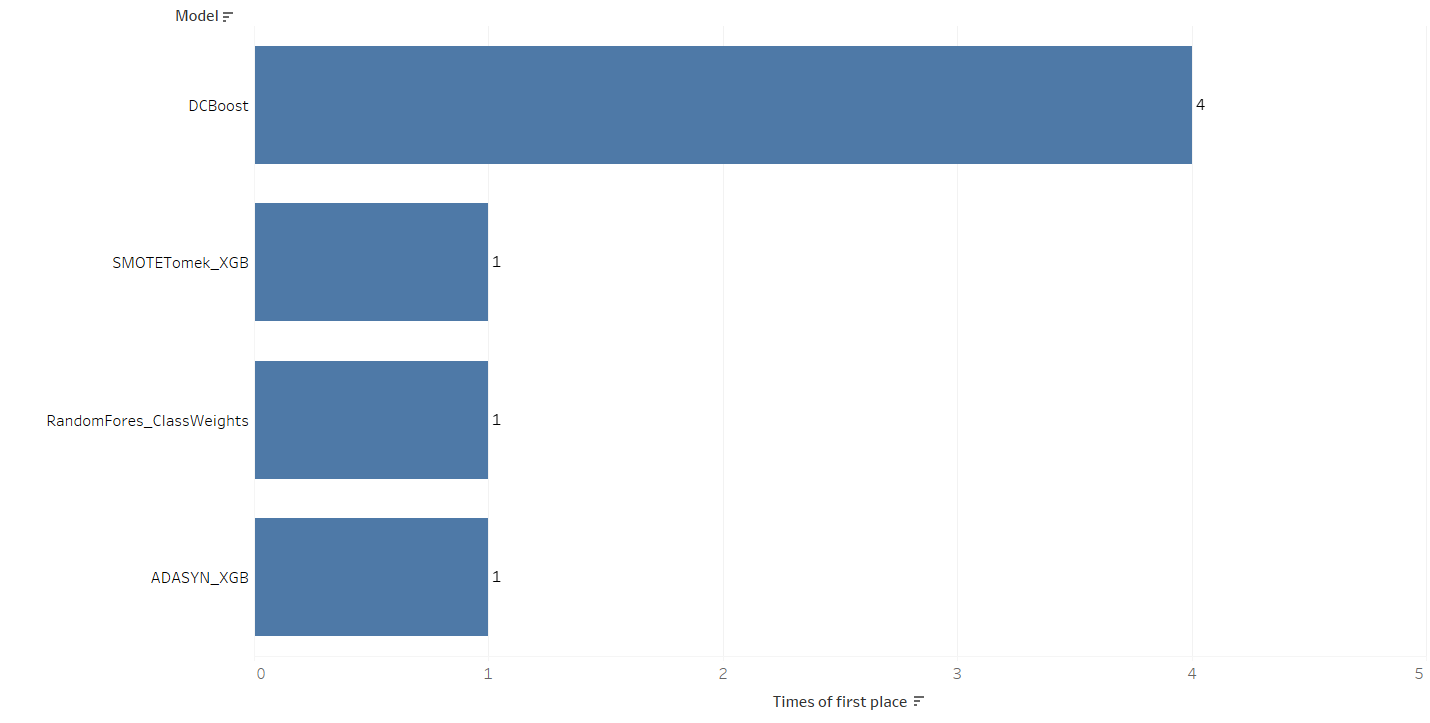 Model
DCBoost
4
SMOTETomek_XGB
1
RandomFores_ClassWeights
1
ADASYN_XGB
1
0 1 2 3 4 5
Times of first place